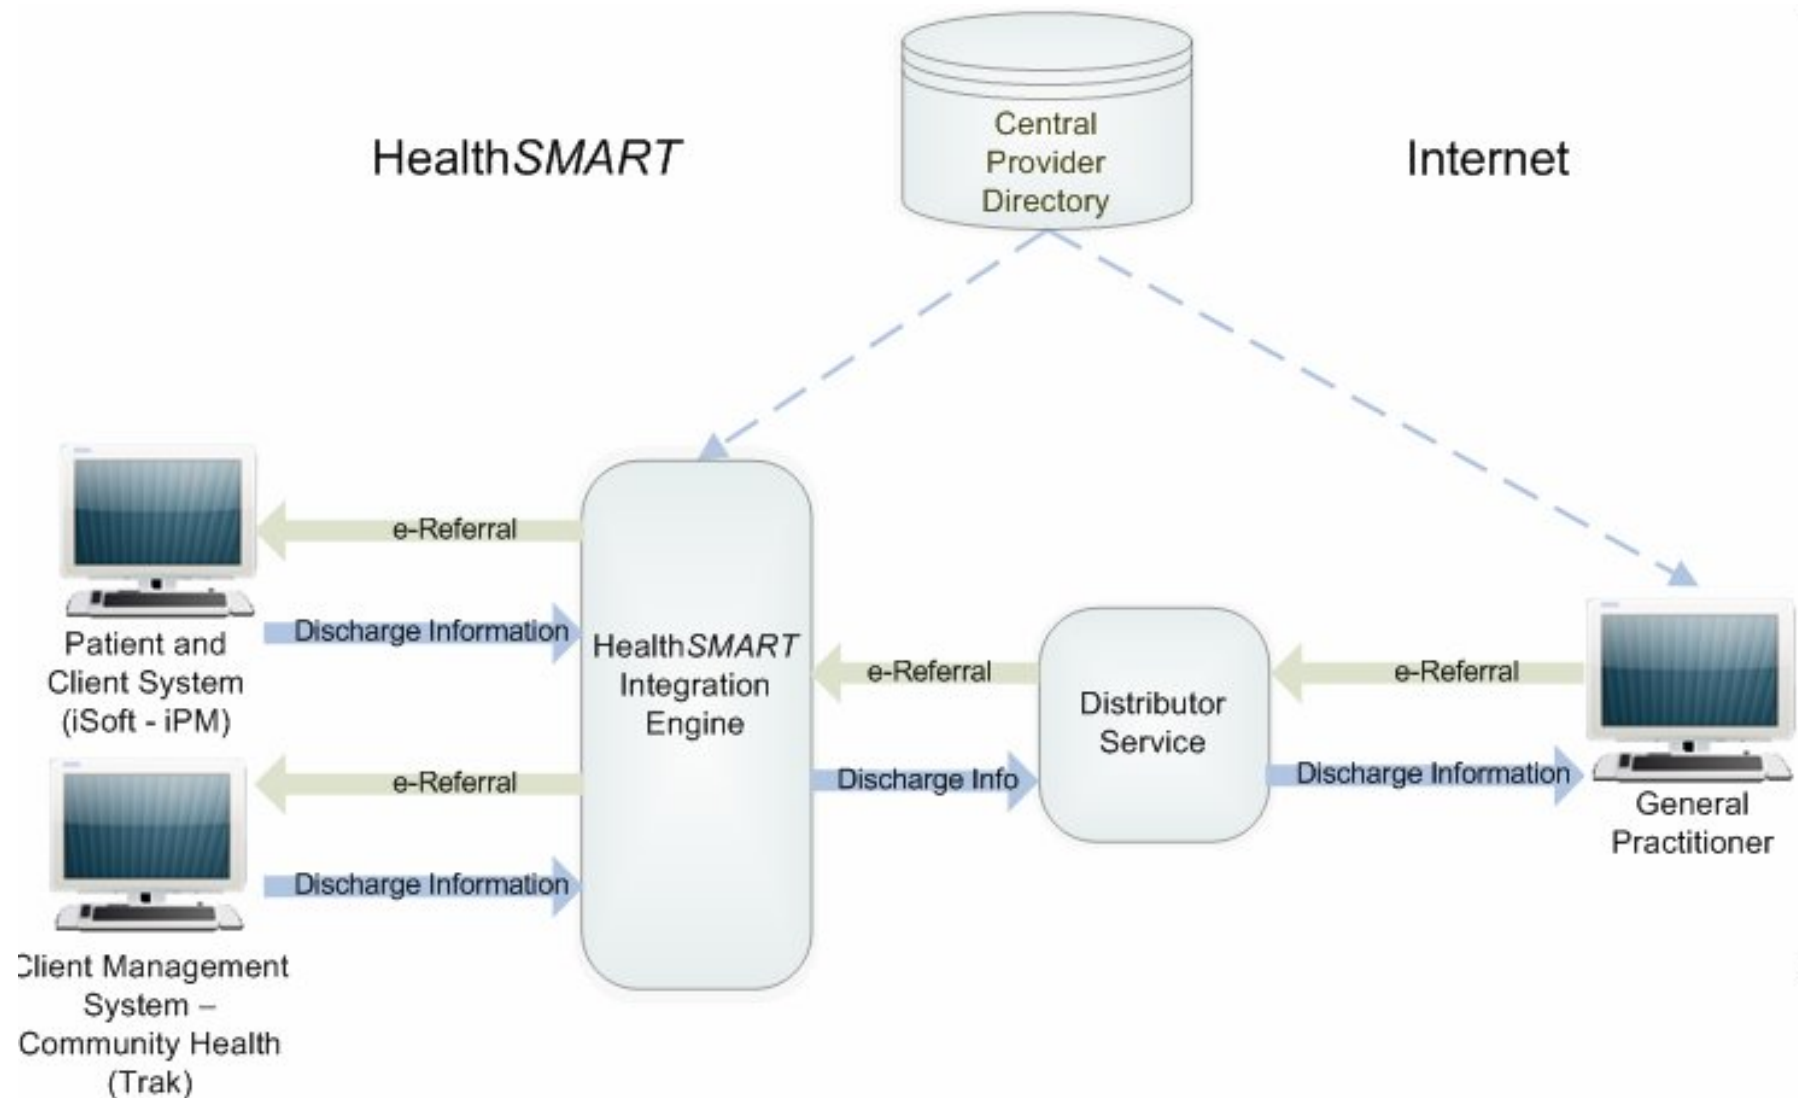 Central
Provider
Directory
HealthSMART
Internet
e-Referral
Discharge Information
Patient and
Client System
(iSoft - iPM)
e-Referral
Discharge Information
Client Management
System –
Community Health
(Trak)
HealthSMART
Integration
Engine
e-Referral
Discharge Info
Distributor
Service
e-Referral
Discharge Information
General
Practitioner